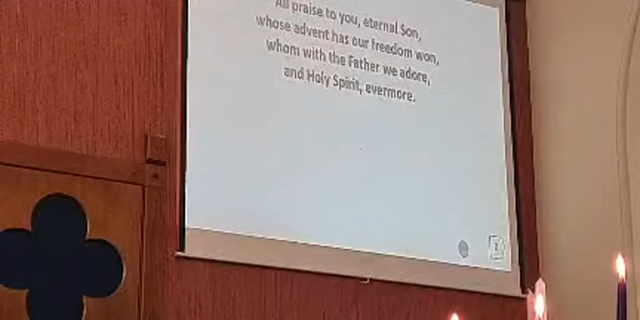 All praise to you, eternal Son,
whose advent has our freedom won,
whom with the Father we adore,
and Holy Spirit, evermore.